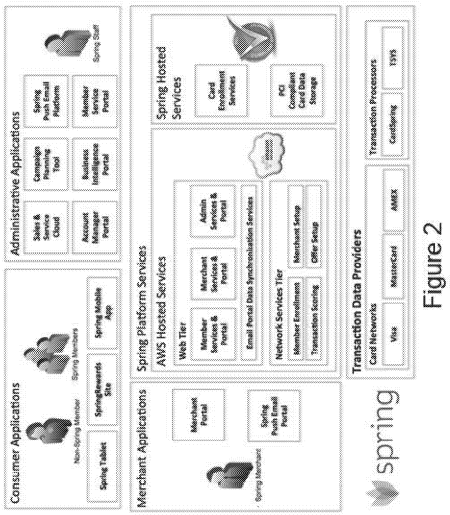 Consumer Applications
Non-Spring Member
Spring Members
Spring Tablet
SpringRewards
Site
Spring Mobile
App
Administrative Applications
Sales &
Service
Cloud
Campaign
Planning
Tool
Spring
Push Email
Platform
Account
Manager
Portal
Business
Intelligence
Portal
Member
Service
Portal
Spring Staff
Merchant Applications
Spring Merchant
Merchant
Portal
Spring
Push Email
Portal
Spring Platform Services
AWS Hosted Services
Web Tier
Member
Services &
Portal
Merchant
Services &
Portal
Admin
Services &
Portal
Email Portal Data Synchronization Services
Network Services Tier
Member Enrollment
Merchant Setup
Transaction Scoring
Offer Setup
Spring Hosted
Services
Card
Enrollment
Services
PCI
Compliant
Card Data
Storage
spring
Transaction Data Providers
Card Networks
Visa
MasterCard
AMEX
Transaction Processors
CardSpring
TSYS
Figure 2